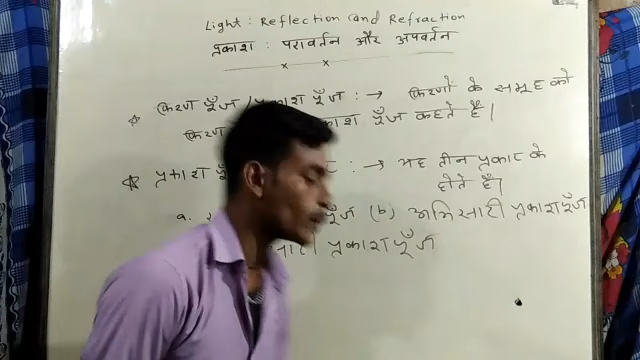 Light : Reflection and Refraction
प्रकाश : परावर्तन और अपवर्तन
किरण पूँज / प्रकाश पूँज : → किरणों के समूह को
किरण पूँज कहते हैं।
प्रकाश : → यह तीन प्रकार के
होते हैं।
a. पूँज (b) अभिसारी प्रकाशपूँज
प्रकाशपूँज